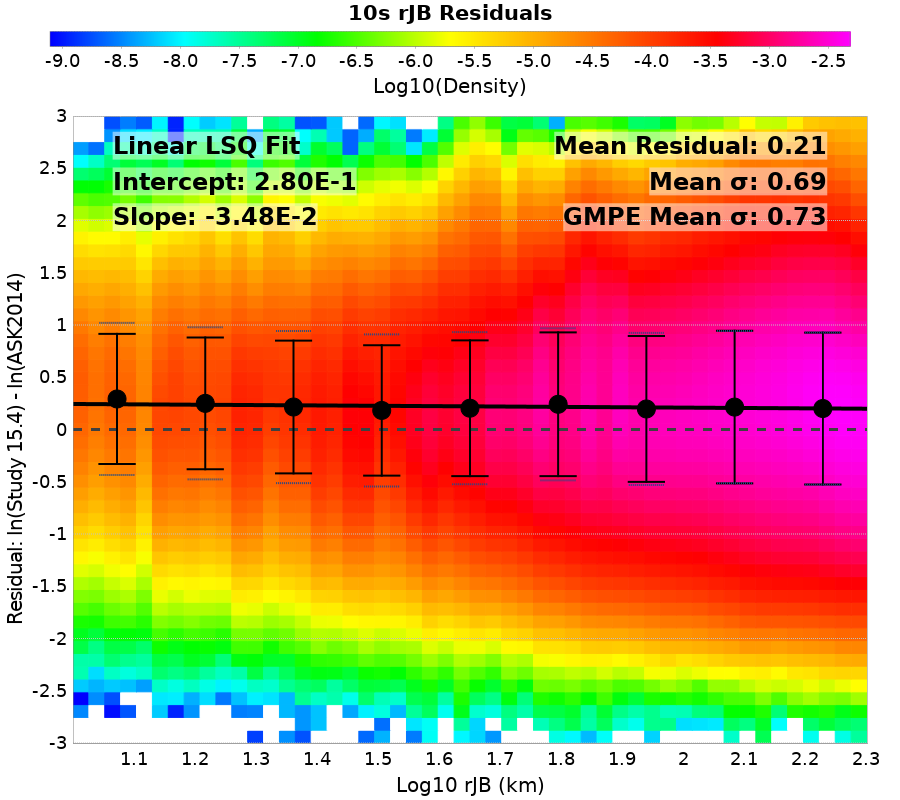 10s rJB Residuals
-9.0 -8.5 -8.0 -7.5 -7.0 -6.5 -6.0 -5.5 -5.0 -4.5 -4.0 -3.5 -3.0 -2.5
Log10(Density)
Linear LSQ Fit
Intercept: 2.80E-1
Slope: -3.48E-2
Mean Residual: 0.21
Mean σ: 0.69
GMPE Mean σ: 0.73
Residual: ln(Study 15.4) - ln(ASK2014)
3
2.5
2
1.5
1
0.5
0
-0.5
-1
-1.5
-2
-2.5
-3
1.1 1.2 1.3 1.4 1.5 1.6 1.7 1.8 1.9 2 2.1 2.2 2.3
Log10 rJB (km)